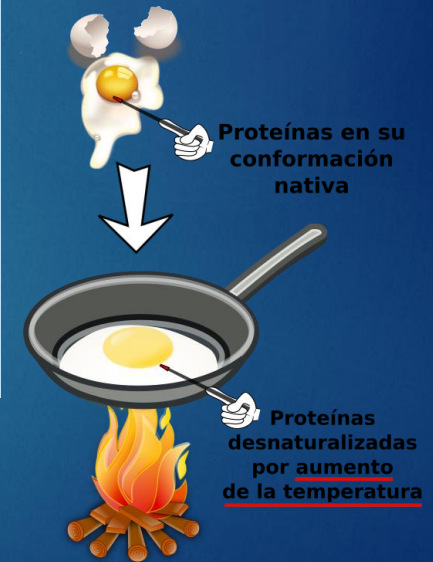 Proteínas en su
conformación
nativa
Proteínas
desnaturalizadas
por aumento
de la temperatura